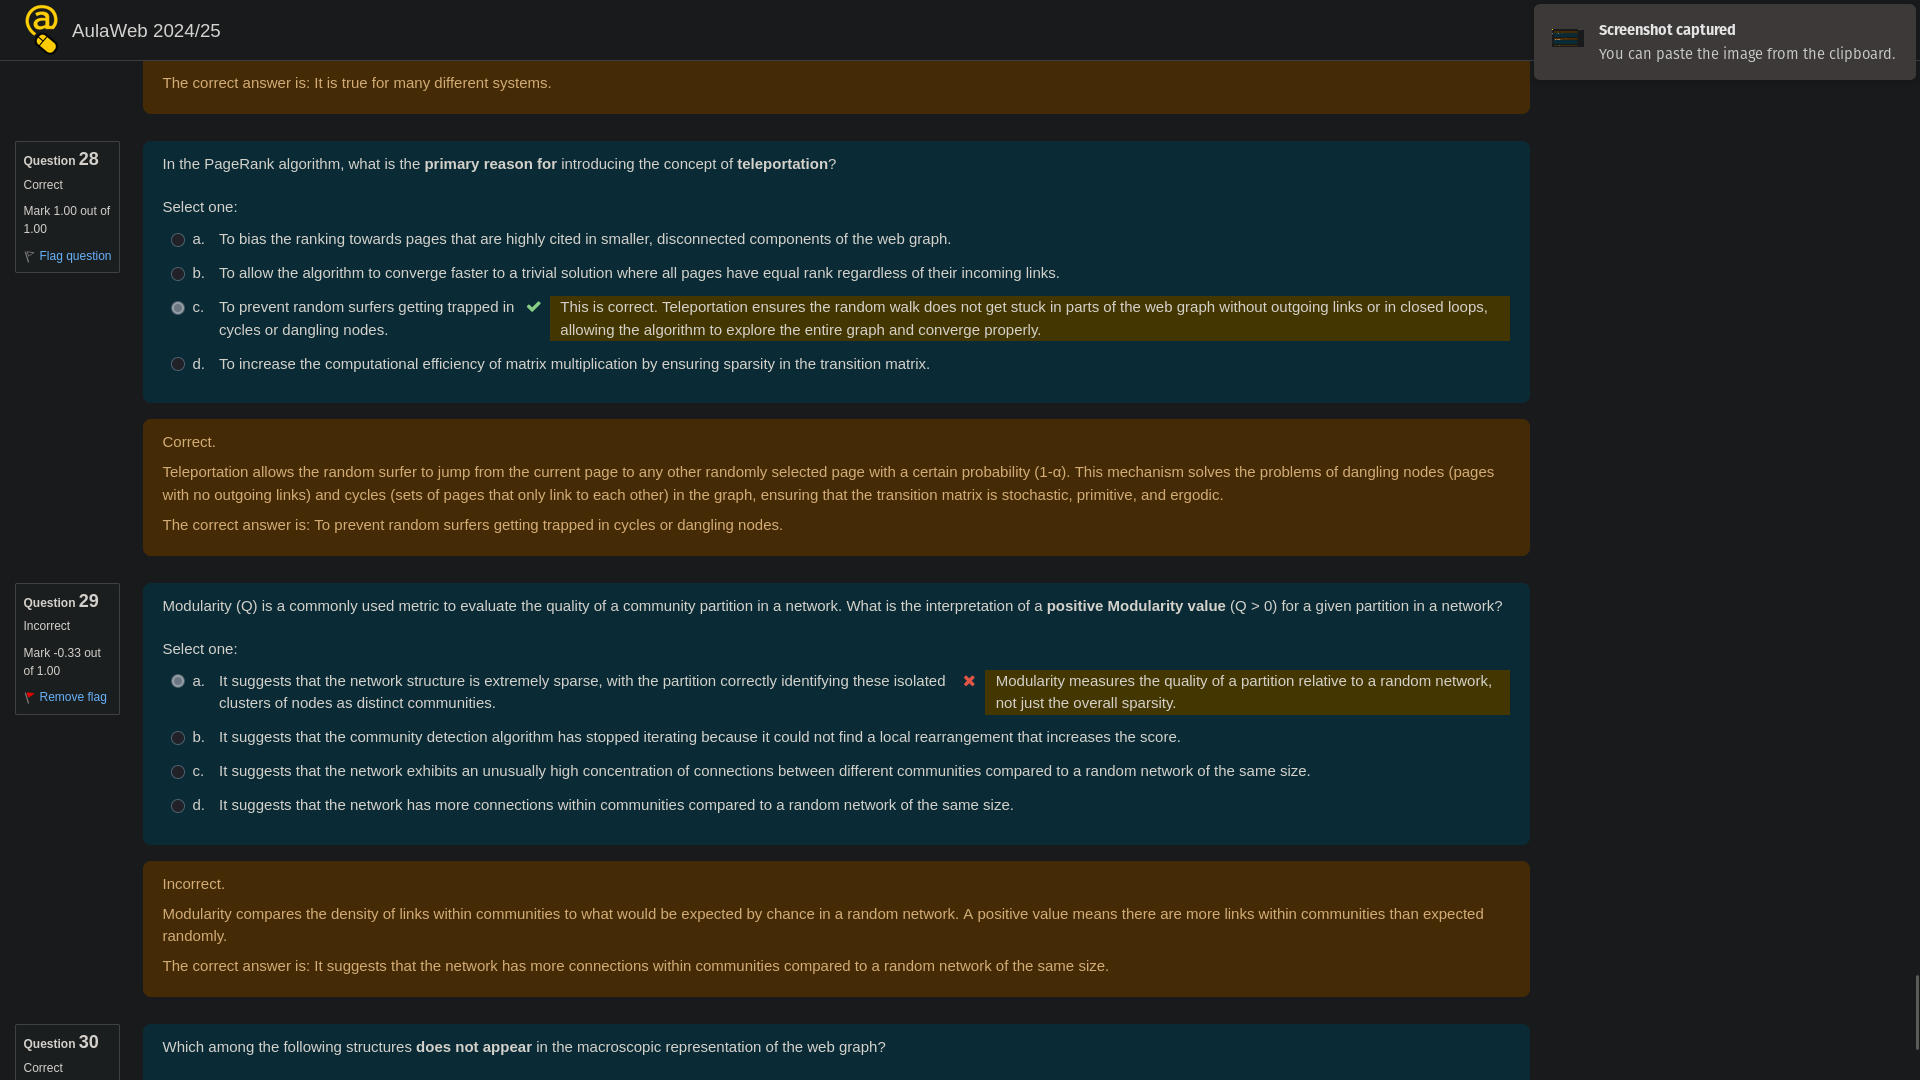 AulaWeb 2024/25
Screenshot captured
You can paste the image from the clipboard.
The correct answer is: It is true for many different systems.
Question 28
Correct
Mark 1.00 out of
1.00
Flag question
In the PageRank algorithm, what is the primary reason for introducing the concept of teleportation?
Select one:
a. To bias the ranking towards pages that are highly cited in smaller, disconnected components of the web graph.
b. To allow the algorithm to converge faster to a trivial solution where all pages have equal rank regardless of their incoming links.
c. To prevent random surfers getting trapped in
cycles or dangling nodes.
This is correct. Teleportation ensures the random walk does not get stuck in parts of the web graph without outgoing links or in closed loops,
allowing the algorithm to explore the entire graph and converge properly.
d. To increase the computational efficiency of matrix multiplication by ensuring sparsity in the transition matrix.
Correct.
Teleportation allows the random surfer to jump from the current page to any other randomly selected page with a certain probability (1-α). This mechanism solves the problems of dangling nodes (pages
with no outgoing links) and cycles (sets of pages that only link to each other) in the graph, ensuring that the transition matrix is stochastic, primitive, and ergodic.
The correct answer is: To prevent random surfers getting trapped in cycles or dangling nodes.
Question 29
Incorrect
Mark -0.33 out
of 1.00
Remove flag
Modularity (Q) is a commonly used metric to evaluate the quality of a community partition in a network. What is the interpretation of a positive Modularity value (Q > 0) for a given partition in a network?
Select one:
a. It suggests that the network structure is extremely sparse, with the partition correctly identifying these isolated
clusters of nodes as distinct communities.
Modularity measures the quality of a partition relative to a random network,
not just the overall sparsity.
b. It suggests that the community detection algorithm has stopped iterating because it could not find a local rearrangement that increases the score.
c. It suggests that the network exhibits an unusually high concentration of connections between different communities compared to a random network of the same size.
d. It suggests that the network has more connections within communities compared to a random network of the same size.
Incorrect.
Modularity compares the density of links within communities to what would be expected by chance in a random network. A positive value means there are more links within communities than expected
randomly.
The correct answer is: It suggests that the network has more connections within communities compared to a random network of the same size.
Question 30
Correct
Which among the following structures does not appear in the macroscopic representation of the web graph?